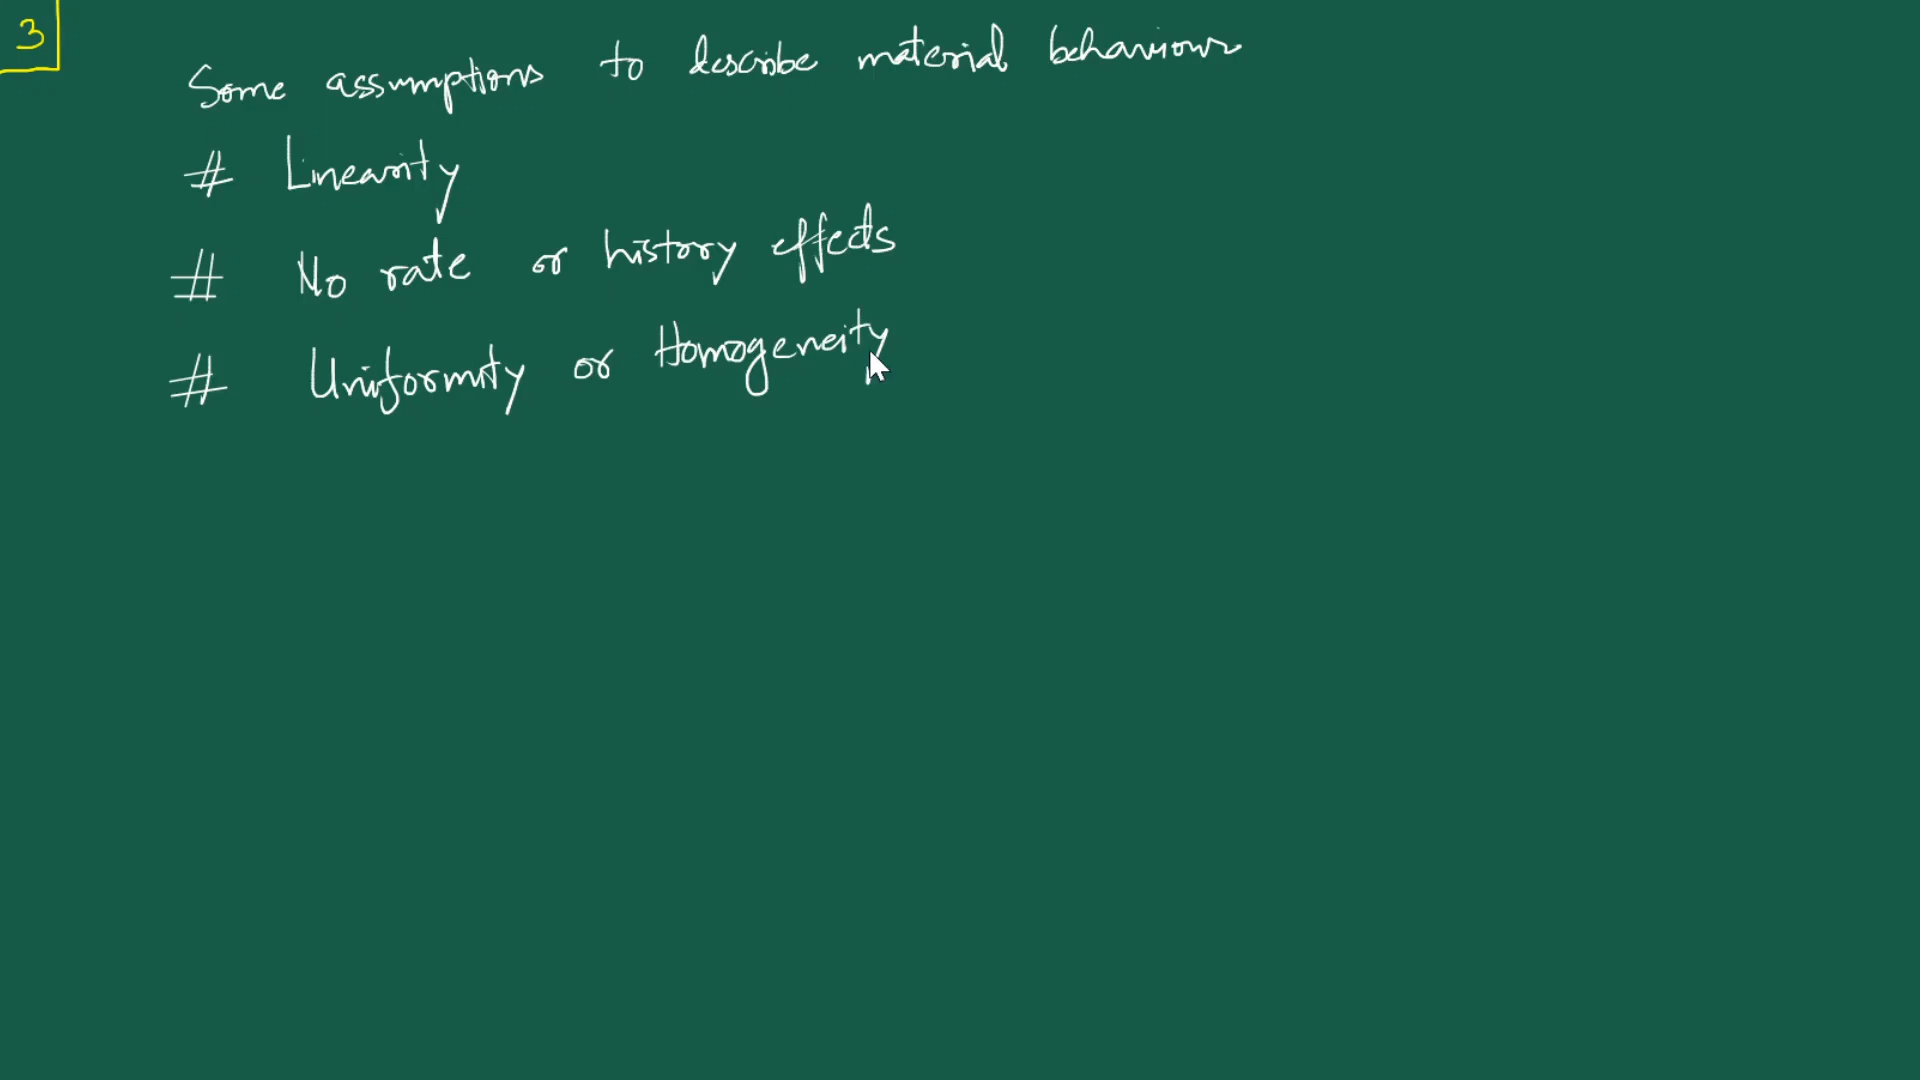 3
Some assumptions to describe material behaviour
# Linearity
# No rate or history effects
# Uniformity or Homogeneity